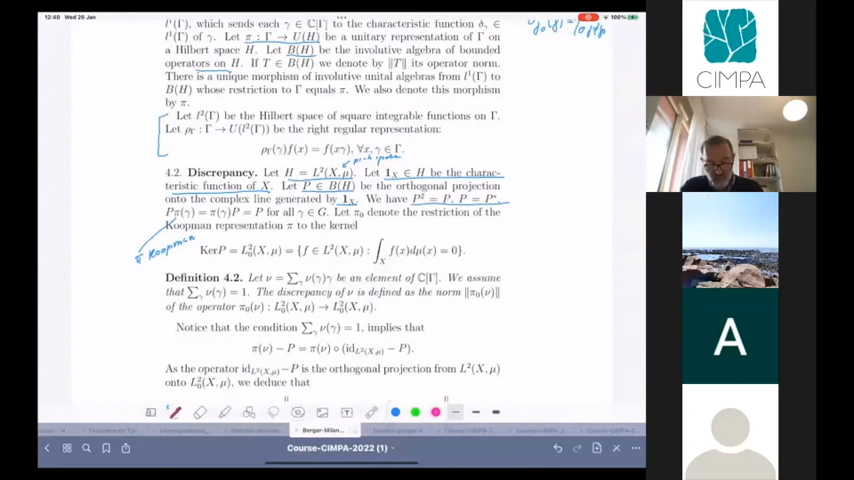 12:40 Wed 26 Jan
100%
l¹(Γ), which sends each γ ∈ ℂ[Γ] to the characteristic function δᵧ ∈
l¹(Γ) of γ. Let π : Γ → U(H) be a unitary representation of Γ on
a Hilbert space H. Let B(H) be the involutive algebra of bounded
operators on H. If T ∈ B(H) we denote by ‖T‖ its operator norm.
There is a unique morphism of involutive unital algebras from l¹(Γ) to
B(H) whose restriction to Γ equals π. We also denote this morphism
by π.
Let l²(Γ) be the Hilbert space of square integrable functions on Γ.
Let ρ_Γ : Γ → U(l²(Γ)) be the right regular representation:
ρ_Γ(γ)f(x) = f(xγ), ∀x, γ ∈ Γ.
4.2. Discrepancy. Let H = L²(X, μ). Let 1_X ∈ H be the charac-
teristic function of X. Let P ∈ B(H) be the orthogonal projection
onto the complex line generated by 1_X. We have P² = P, P = P*,
Pπ(γ) = π(γ)P = P for all γ ∈ G. Let π₀ denote the restriction of the
Koopman representation π to the kernel
π Koopman
KerP = L²₀(X, μ) = {f ∈ L²(X, μ) : ∫_X f(x)dμ(x) = 0}.
Definition 4.2. Let ν = ∑_γ ν(γ)γ be an element of ℂ[Γ]. We assume
that ∑_γ ν(γ) = 1. The discrepancy of ν is defined as the norm ‖π₀(ν)‖
of the operator π₀(ν) : L²₀(X, μ) → L²₀(X, μ).
Notice that the condition ∑_γ ν(γ) = 1, implies that
π(ν) − P = π(ν) ∘ (id_{L²(X,μ)} − P).
As the operator id_{L²(X,μ)} − P is the orthogonal projection from L²(X, μ)
onto L²₀(X, μ), we deduce that
Berger-Milan...
Course-CIMPA-2022 (1)
CIMPA
A